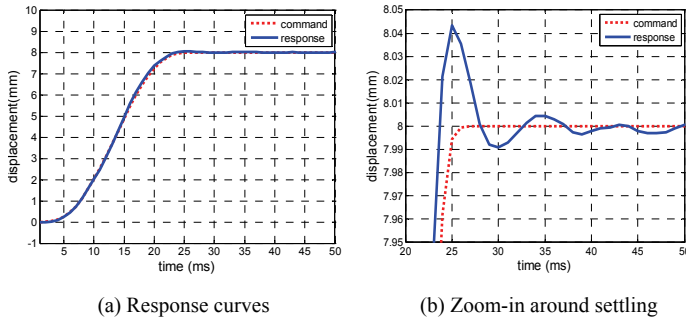 10
9
8
7
6
5
4
3
2
1
0
-1
5 10 15 20 25 30 35 40 45 50
displacement(mm)
time (ms)
command
response
(a) Response curves
8.05
8.04
8.03
8.02
8.01
8
7.99
7.98
7.97
7.96
7.95
20 25 30 35 40 45 50
displacement(mm)
time (ms)
command
response
(b) Zoom-in around settling